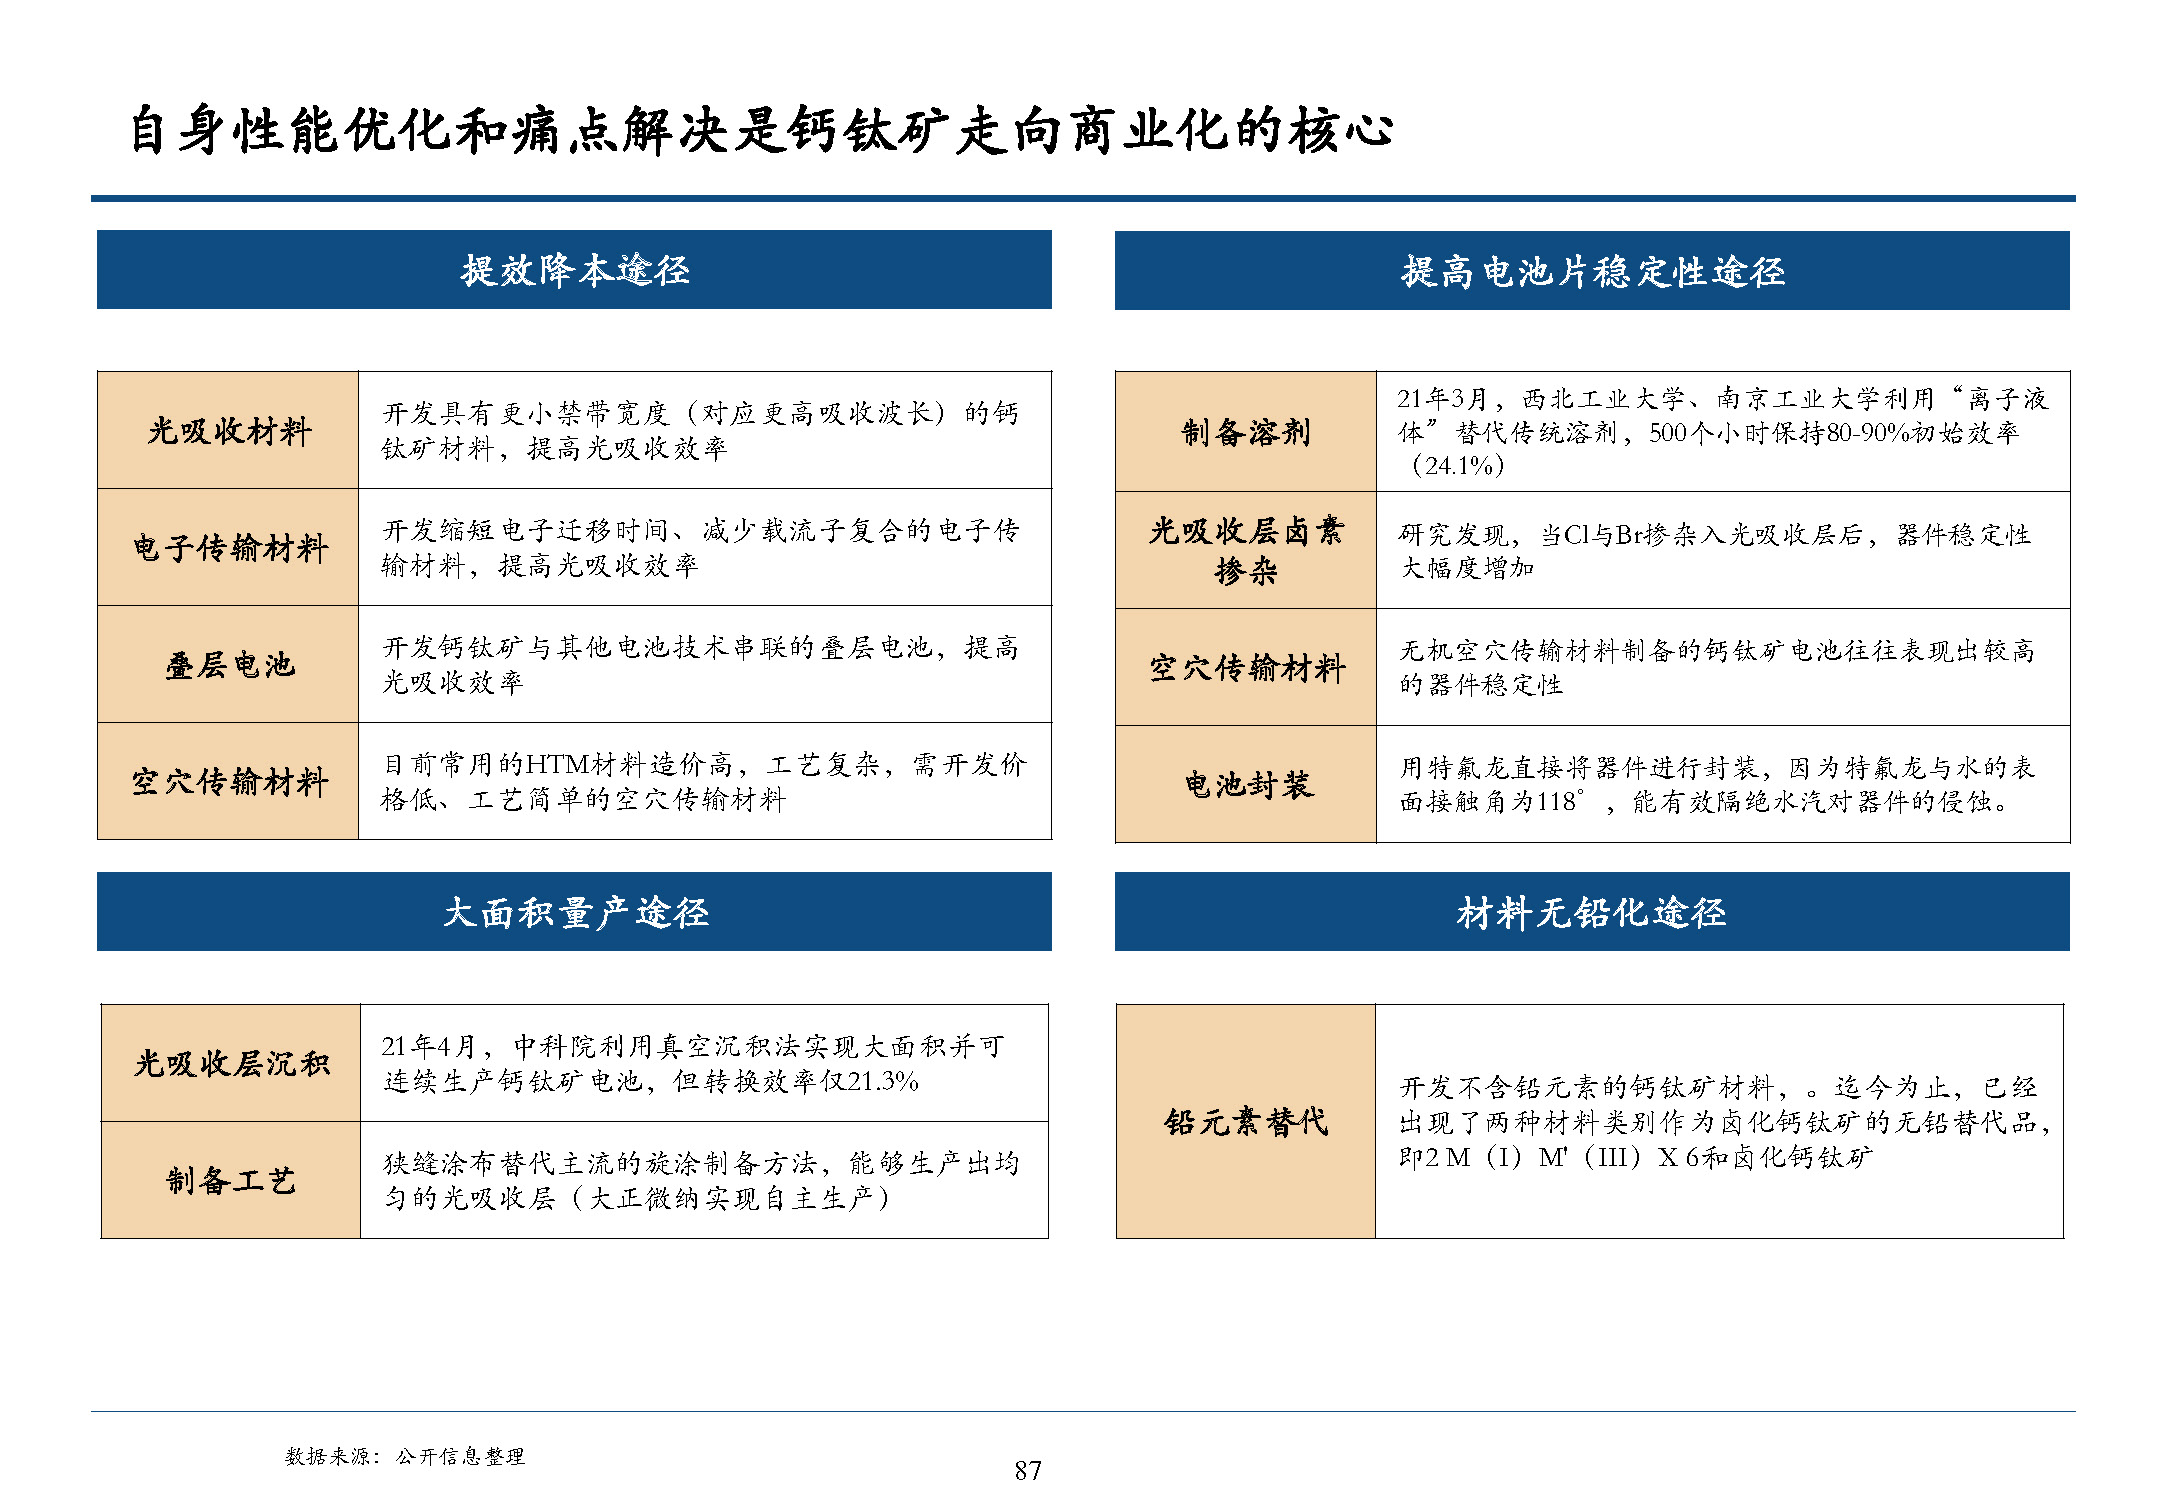 自身性能优化和痛点解决是钙钛矿走向商业化的核心
提效降本途径
光吸收材料
开发具有更小禁带宽度（对应更高吸收波长）的钙
钛矿材料，提高光吸收效率
电子传输材料
开发缩短电子迁移时间、减少载流子复合的电子传
输材料，提高光吸收效率
叠层电池
开发钙钛矿与其他电池技术串联的叠层电池，提高
光吸收效率
空穴传输材料
目前常用的HTM材料造价高，工艺复杂，需开发价
格低、工艺简单的空穴传输材料
提高电池片稳定性途径
制备溶剂
21年3月，西北工业大学、南京工业大学利用“离子液
体”替代传统溶剂，500个小时保持80-90%初始效率
（24.1%）
光吸收层卤素
掺杂
研究发现，当Cl与Br掺杂入光吸收层后，器件稳定性
大幅度增加
空穴传输材料
无机空穴传输材料制备的钙钛矿电池往往表现出较高
的器件稳定性
电池封装
用特氟龙直接将器件进行封装，因为特氟龙与水的表
面接触角为118°，能有效隔绝水汽对器件的侵蚀。
大面积量产途径
光吸收层沉积
21年4月，中科院利用真空沉积法实现大面积并可
连续生产钙钛矿电池，但转换效率仅21.3%
制备工艺
狭缝涂布替代主流的旋涂制备方法，能够生产出均
匀的光吸收层（大正微纳实现自主生产）
材料无铅化途径
铅元素替代
开发不含铅元素的钙钛矿材料，。迄今为止，已经
出现了两种材料类别作为卤化钙钛矿的无铅替代品，
即2 M（I）M'（III）X 6和卤化钙钛矿
数据来源：公开信息整理
87